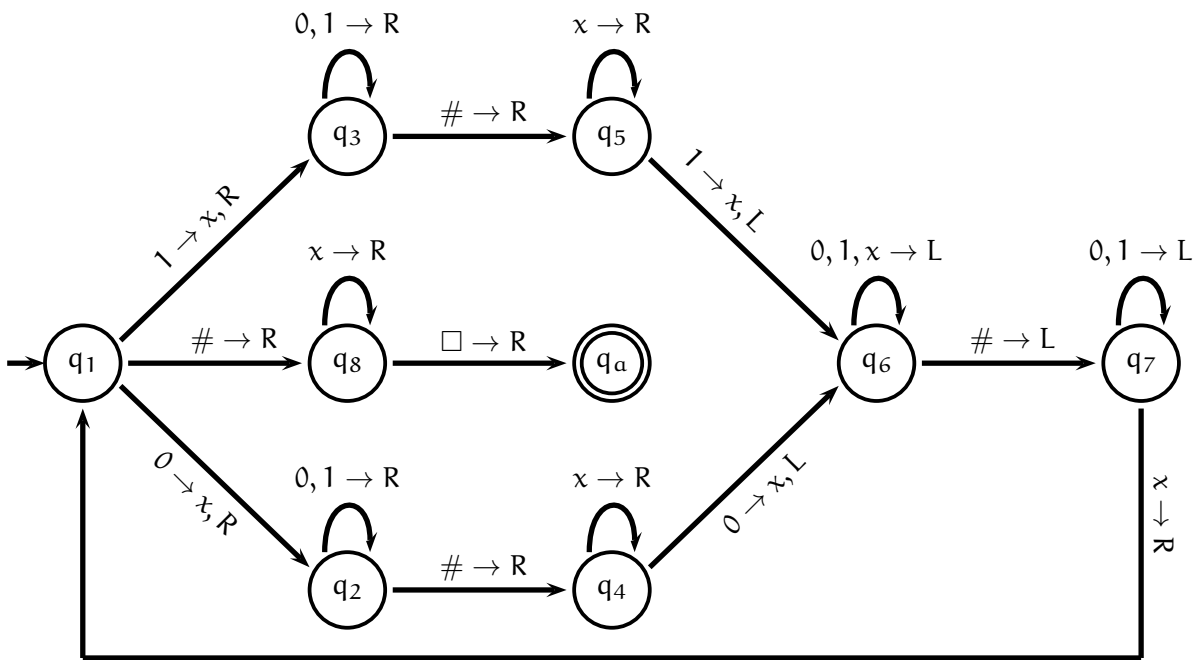 0, 1 → R
x → R
q3
# → R
q5
1 → x, R
1 → x, L
x → R
0, 1, x → L
0, 1 → L
q1
# → R
q8
□ → R
qa
q6
# → L
q7
0 → x, R
0, 1 → R
x → R
0 → x, L
x → R
q2
# → R
q4